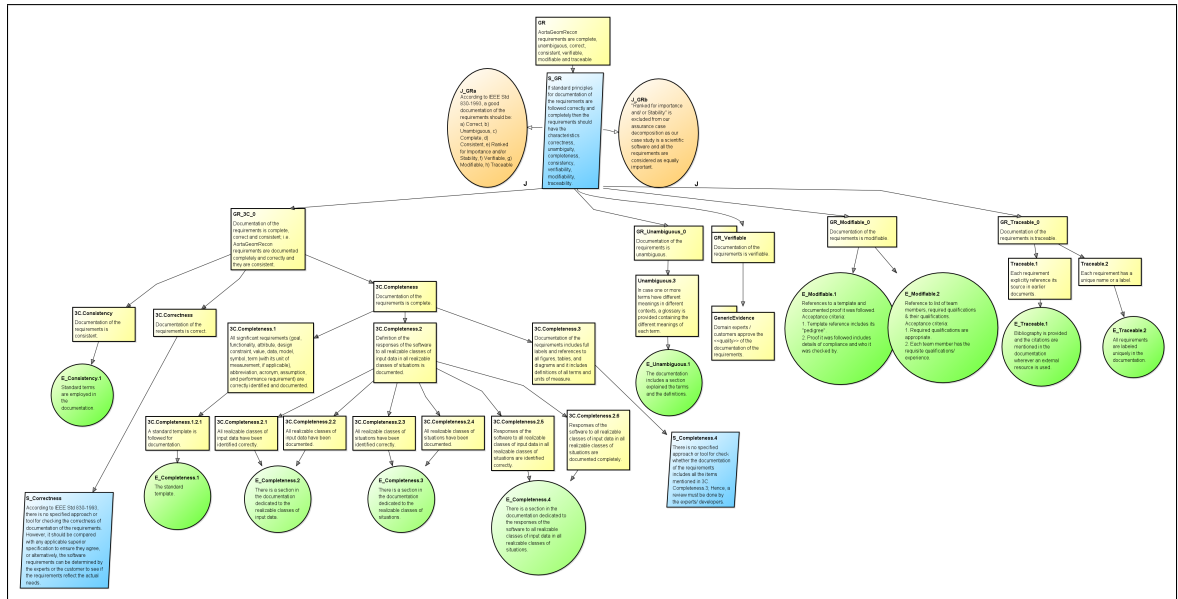 GR
AortaGeomRecon
requirements are complete,
unambiguous, correct,
consistent, verifiable,
modifiable and traceable
S_GR
If standard principles
for documentation of
the requirements are
followed correctly and
completely then the
requirements should
have the
characteristics
correctness,
unambiguity,
completeness,
consistency,
verifiability,
modifiability,
traceability.
J_GRa
According to IEEE Std
830-1993, a good
documentation of the
requirements should be:
a) Correct, b)
Unambiguous, c)
Complete, d)
Consistent, e) Ranked
for Importance and/or
Stability, f) Verifiable, g)
Modifiable, h) Traceable
J
J_GRb
"Ranked for importance
and/ or Stability" is
excluded from our
assurance case
decomposition as our
case study is a scientific
software and all the
requirements are
considered as equally
important.
J
GR_3C_0
Documentation of the
requirements is complete,
correct and consistent; i.e.
AortaGeomRecon
requirements are documented
completely and correctly and
they are consistent.
GR_Unambiguous_0
Documentation of the
requirements is
unambiguous
GR_Verifiable
Documentation of the
requirements is verifiable.
GR_Modifiable_0
Documentation of the
requirements is modifiable
GR_Traceable_0
Documentation of the
requirements is traceable
3C.Consistency
Documentation of the
requirements is
consistent.
3C.Correctness
Documentation of the
requirements is correct.
3C.Completeness
Documentation of the
requirements is complete.
Unambiguous.3
In case one or more
terms have different
meanings in different
contexts, a glossary is
provided containing the
different meanings of
each term.
GenericEvidence
Domain experts /
customers approve the
<<quality>> of the
documentation of the
requirements
E_Modifiable.1
References to a template and
documented proof it was followed
Acceptance criteria:
1. Template reference includes its
"pedigree"
2. Proof it was followed includes
details of compliance and who it
was checked by.
E_Modifiable.2
Reference to list of team
members, required qualifications
& their qualifications
Acceptance criteria:
1. Required qualifications are
appropriate
2. Each team member has the
requisite qualifications/
experience.
Traceable.1
Each requirement
explicitly reference its
source in earlier
documents
Traceable.2
Each requirement has a
unique name or a label.
E_Traceable.1
Bibliography is provided
and the citations are
mentioned in the
documentation
wherever an external
resource is used.
E_Traceable.2
All requirements
are labeled
uniquely in the
documentation
3C.Completeness.1
All significant requirements (goal,
functionality, attribute, design
constraint, value, data, model,
symbol, term (with its unit of
measurement, if applicable),
abbreviation, acronym, assumption,
and performance requirement) are
correctly identified and documented.
3C.Completeness.2
Definition of the
responses of the software
to all realizable classes of
input data in all realizable
classes of situations is
documented.
3C.Completeness.3
Documentation of the
requirements includes full
labels and references to
all figures, tables, and
diagrams and it includes
definitions of all terms and
units of measure
E_Consistency.1
Standard terms
are employed in
the
documentation
E_Unambiguous.1
The documentation
includes a section
explained the terms
and the definitions.
3C.Completeness.1.2.1
A standard template is
followed for
documentation.
3C.Completeness.2.1
All realizable classes of
input data have been
identified correctly.
3C.Completeness.2.2
All realizable classes of
input data have been
documented.
3C.Completeness.2.3
All realizable classes of
situations have been
identified correctly
3C.Completeness.2.4
All realizable classes of
situations have been
documented.
3C.Completeness.2.5
Responses of the
software to all realizable
classes of input data in all
realizable classes of
situations are identified
correctly.
3C.Completeness.2.6
Responses of the
software to all realizable
classes of input data in all
realizable classes of
situations are
documented completely.
S_Completeness.4
There is no specified
approach or tool for check
whether the documentation
of the requirements
includes all the items
mentioned in 3C.
Completeness.3. Hence, a
review must be done by
the experts/ developers.
E_Completeness.1
The standard
template.
E_Completeness.2
There is a section in
the documentation
dedicated to the
realizable classes of
input data.
E_Completeness.3
There is a section in
the documentation
dedicated to the
realizable classes of
situations
E_Completeness.4
There is a section in the
documentation dedicated
to the responses of the
software to all realizable
classes of input data in all
realizable classes of
situations.
S_Correctness
According to IEEE Std 830-1993,
there is no specified approach or
tool for checking the correctness of
documentation of the requirements.
However, it should be compared
with any applicable superior
specification to ensure they agree,
or alternatively, the software
requirements can be determined by
the experts or the customer to see if
the requirements reflect the actual
needs.